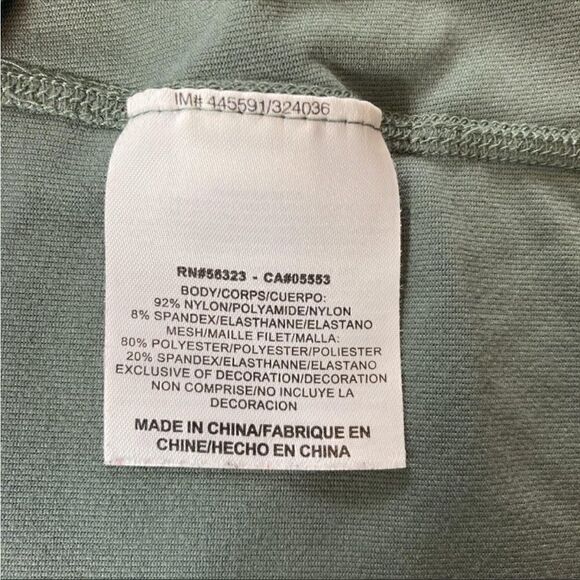 IM# 445591/324036
RN#56323 - CA#05553
BODY/CORPS/CUERPO:
92% NYLON/POLYAMIDE/NYLON
8% SPANDEX/ELASTHANNE/ELASTANO
MESH/MAILLE FILET/MALLA:
80% POLYESTER/POLYESTER/POLIESTER
20% SPANDEX/ELASTHANNE/ELASTANO
EXCLUSIVE OF DECORATION/DECORATION
NON COMPRISE/NO INCLUYE LA
DECORACION
MADE IN CHINA/FABRIQUE EN
CHINE/HECHO EN CHINA